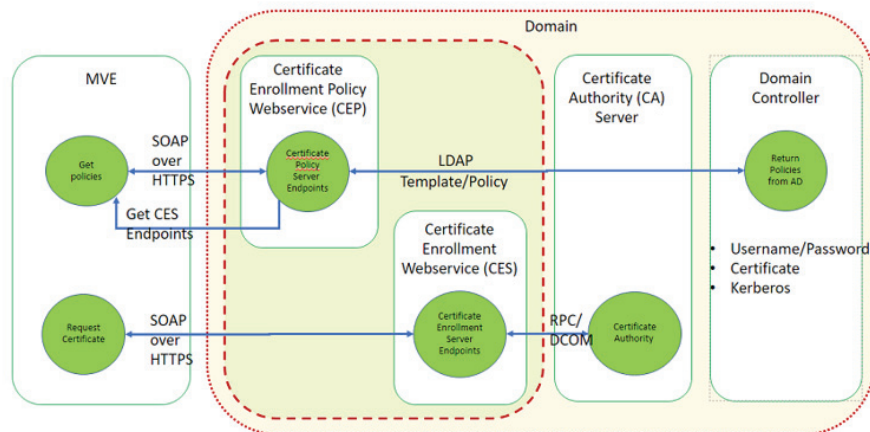 Domain
MVE
Certificate
Enrollment Policy
Webservice (CEP)
Certificate
Authority (CA)
Server
Domain
Controller
Get
policies
SOAP
over
HTTPS
Certificate
Policy
Server
Endpoints
LDAP
Template/Policy
Return
Policies
from AD
Get CES
Endpoints
Certificate
Enrollment
Webservice (CES)
• Username/Password
• Certificate
• Kerberos
Request
Certificate
SOAP
over
HTTPS
Certificate
Enrollment
Server
Endpoints
RPC/
DCOM
Certificate
Authority